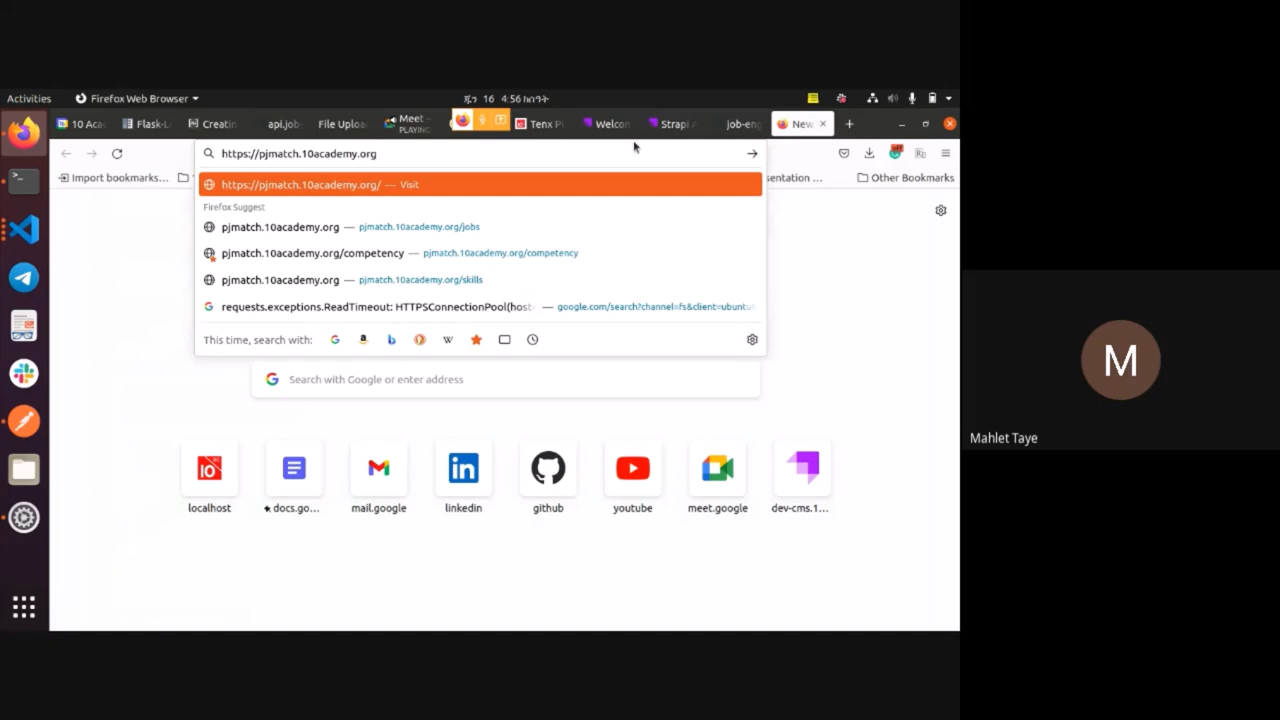 Activities
Firefox Web Browser
ጁን 16 4:56 ከሰዓት
10 Aca
Flask-L
Creatin
api.job
File Uploa
Meet -
PLAYING
Tenx Pl
Welcon
Strapi A
job-eng
New
https://pjmatch.10academy.org
Import bookmarks...
sentation ...
Other Bookmarks
https://pjmatch.10academy.org/ — Visit
Firefox Suggest
pjmatch.10academy.org — pjmatch.10academy.org/jobs
pjmatch.10academy.org/competency — pjmatch.10academy.org/competency
pjmatch.10academy.org — pjmatch.10academy.org/skills
requests.exceptions.ReadTimeout: HTTPSConnectionPool(host — google.com/search?channel=fs&client=ubuntu
This time, search with:
Search with Google or enter address
localhost
docs.go...
mail.google
linkedin
github
youtube
meet.google
dev-cms.1...
M
Mahlet Taye